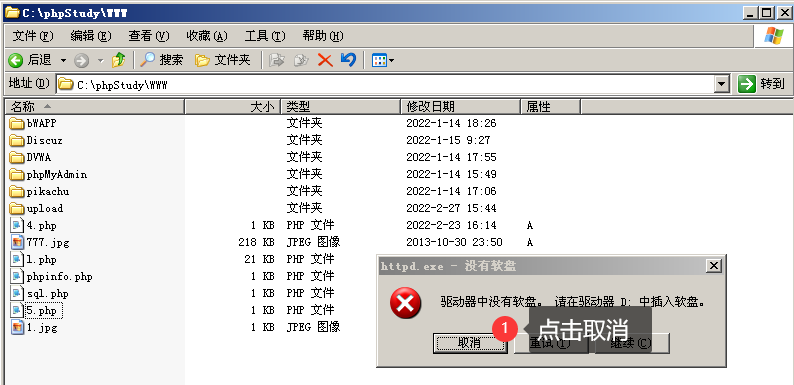 C:\phpStudy\WWW
文件(F) 编辑(E) 查看(V) 收藏(A) 工具(T) 帮助(H)
后退 搜索 文件夹
地址(D) C:\phpStudy\WWW 转到
名称 大小 类型 修改日期 属性
bWAPP 文件夹 2022-1-14 18:26
Discuz 文件夹 2022-1-15 9:27
DVWA 文件夹 2022-1-14 17:55
phpMyAdmin 文件夹 2022-1-14 15:49
pikachu 文件夹 2022-1-14 17:06
upload 文件夹 2022-2-27 15:44
4.php 1 KB PHP 文件 2022-2-23 16:14 A
777.jpg 218 KB JPEG 图像 2013-10-30 23:50 A
l.php 21 KB PHP 文件
phpinfo.php 1 KB PHP 文件
sql.php 1 KB PHP 文件
5.php 1 KB PHP 文件
1.jpg 1 KB JPEG 图像
httpd.exe - 没有软盘
驱动器中没有软盘。 请在驱动器 D: 中插入软盘。
1 点击取消
取消 重试(T) 继续(C)